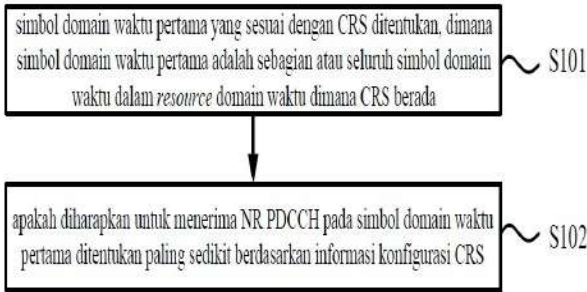 simbol domain waktu pertama yang sesuai dengan CRS ditentukan, dimana
simbol domain waktu pertama adalah sebagian atau seluruh simbol domain
waktu dalam resource domain waktu dimana CRS berada
S101
apakah diharapkan untuk menerima NR PDCCH pada simbol domain waktu
pertama ditentukan paling sedikit berdasarkan informasi konfigurasi CRS
S102